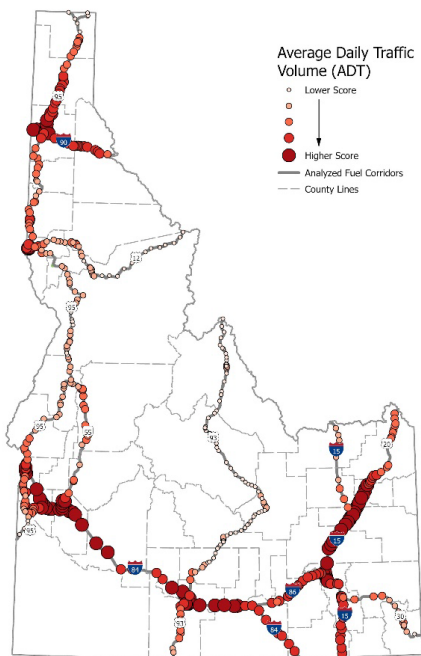 Average Daily Traffic
Volume (ADT)
Lower Score
Higher Score
Analyzed Fuel Corridors
County Lines
95
90
12
95
93
95
55
15
20
95
84
15
86
93
84
15
30